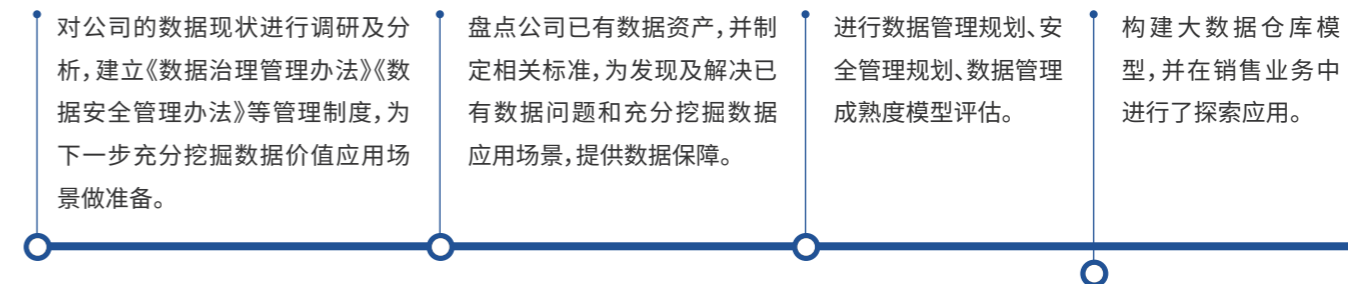 对公司的数据现状进行调研及分
析,建立《数据治理管理办法》《数
据安全管理办法》等管理制度,为
下一步充分挖掘数据价值应用场
景做准备。
盘点公司已有数据资产,并制
定相关标准,为发现及解决已
有数据问题和充分挖掘数据
应用场景,提供数据保障。
进行数据管理规划、安
全管理规划、数据管理
成熟度模型评估。
构建大数据仓库模
型,并在销售业务中
进行了探索应用。